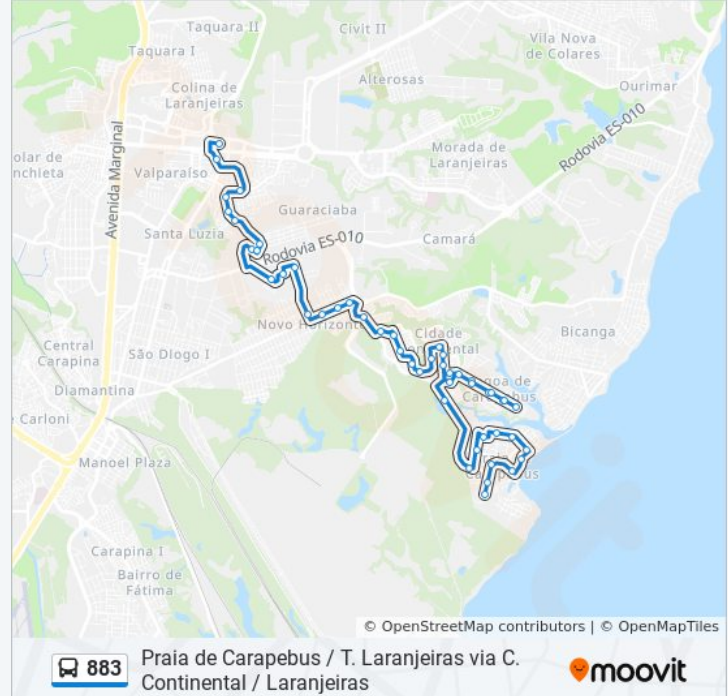 Taquara II
Civit II
Vila Nova
de Colares
Taquara I
Alterosas
Colina de
Laranjeiras
Ourimar
Avenida Marginal
Rodovia ES-010
olar de
nchieta
Valparaíso
Morada de
Laranjeiras
Guaraciaba
Santa Luzia
Rodovia ES-010
Camará
Novo Horizonte
Cidade
Bicanga
Central
Carapina
São Diogo I
Diamantina
goa de
Carapebus
e Carloni
Manoel Plaza
Carapina I
Bairro de
Fátima
© OpenStreetMap contributors | © OpenMapTiles
883
Praia de Carapebus / T. Laranjeiras via C.
Continental / Laranjeiras
moovit